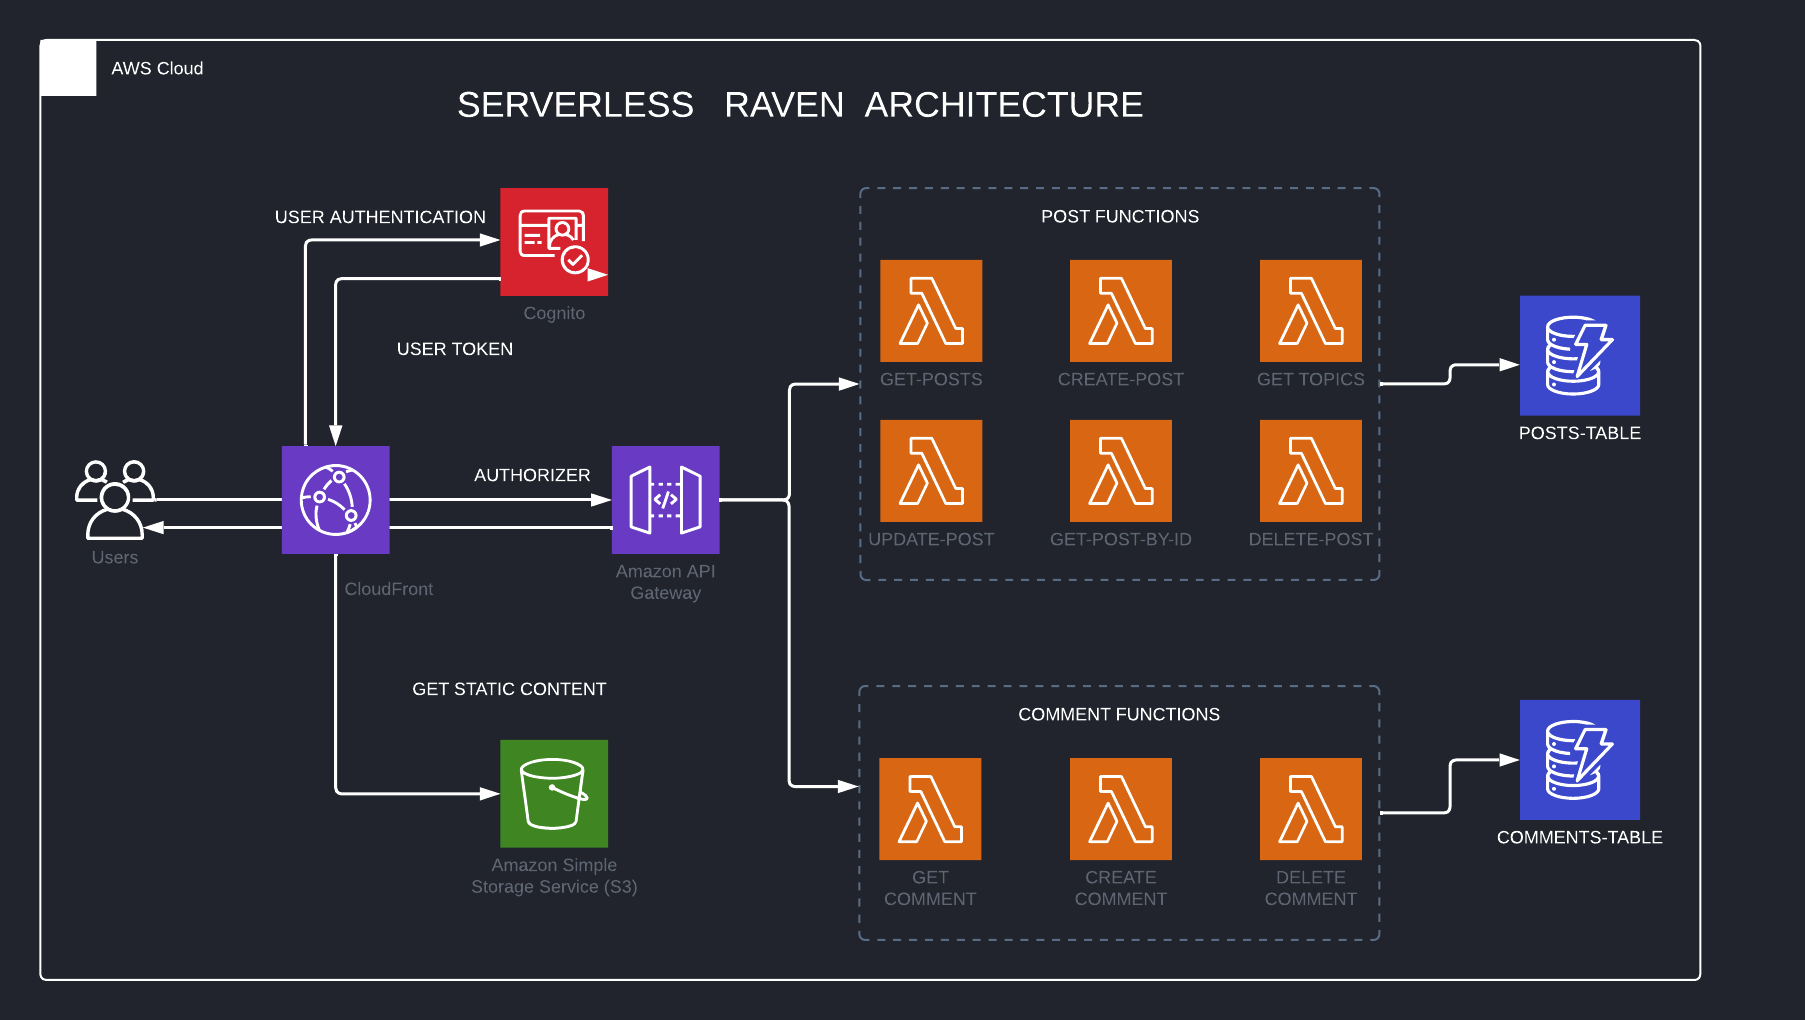 AWS Cloud
SERVERLESS RAVEN ARCHITECTURE
USER AUTHENTICATION
Cognito
USER TOKEN
Users
CloudFront
AUTHORIZER
Amazon API
Gateway
GET STATIC CONTENT
Amazon Simple
Storage Service (S3)
POST FUNCTIONS
GET-POSTS
CREATE-POST
GET TOPICS
UPDATE-POST
GET-POST-BY-ID
DELETE-POST
POSTS-TABLE
COMMENT FUNCTIONS
GET
COMMENT
CREATE
COMMENT
DELETE
COMMENT
COMMENTS-TABLE